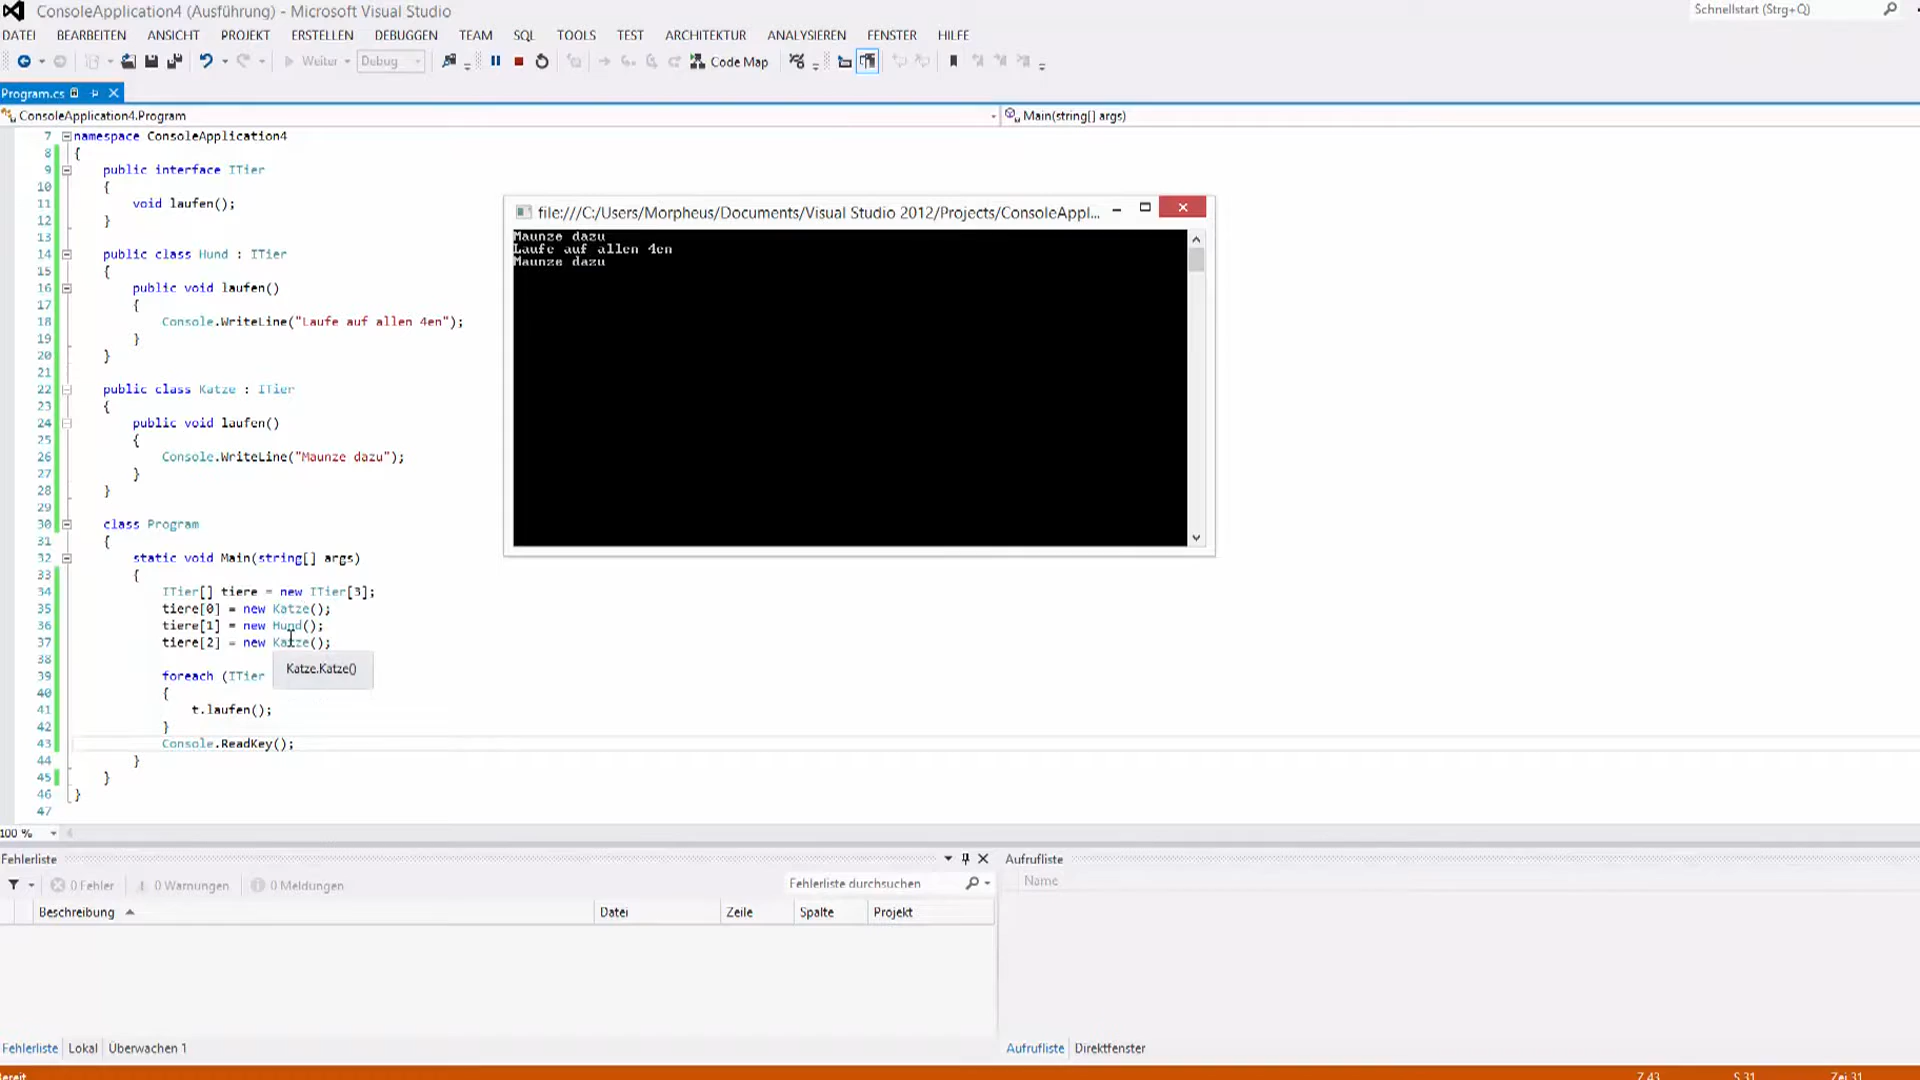 ConsoleApplication4 (Ausführung) - Microsoft Visual Studio
Schnellstart (Strg+Q)
DATEI BEARBEITEN ANSICHT PROJEKT ERSTELLEN DEBUGGEN TEAM SQL TOOLS TEST ARCHITEKTUR ANALYSIEREN FENSTER HILFE
Weiter Debug Code Map
Program.cs
ConsoleApplication4.Program
Main(string[] args)
7 namespace ConsoleApplication4
8 {
9 public interface ITier
10 {
11 void laufen();
12 }
13
14 public class Hund : ITier
15 {
16 public void laufen()
17 {
18 Console.WriteLine("Laufe auf allen 4en");
19 }
20 }
21
22 public class Katze : ITier
23 {
24 public void laufen()
25 {
26 Console.WriteLine("Maunze dazu");
27 }
28 }
29
30 class Program
31 {
32 static void Main(string[] args)
33 {
34 ITier[] tiere = new ITier[3];
35 tiere[0] = new Katze();
36 tiere[1] = new Hund();
37 tiere[2] = new Katze();
38
39 foreach (ITier
40 {
41 t.laufen();
42 }
43 Console.ReadKey();
44 }
45 }
46 }
47
Katze.Katze()
file:///C:/Users/Morpheus/Documents/Visual Studio 2012/Projects/ConsoleAppl...
Maunze dazu
Laufe auf allen 4en
Maunze dazu
100 %
Fehlerliste
0 Fehler 0 Warnungen 0 Meldungen
Fehlerliste durchsuchen
Beschreibung Datei Zeile Spalte Projekt
Aufrufliste
Name
Fehlerliste Lokal Überwachen 1
Aufrufliste Direktfenster
Z 43 S 31 Zei 31